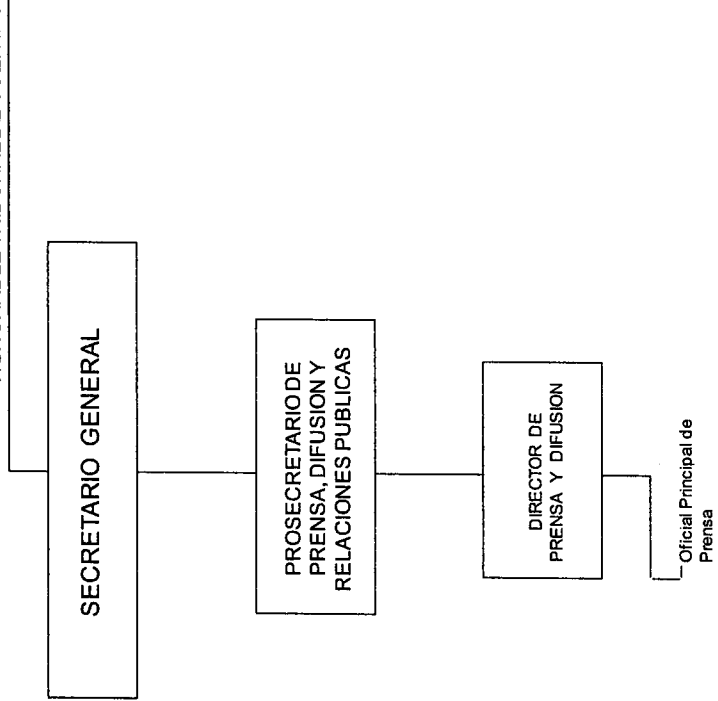 SECRETARIO GENERAL
PROSECRETARIO DE
PRENSA, DIFUSION Y
RELACIONES PUBLICAS
DIRECTOR DE
PRENSA Y DIFUSION
Oficial Principal de
Prensa